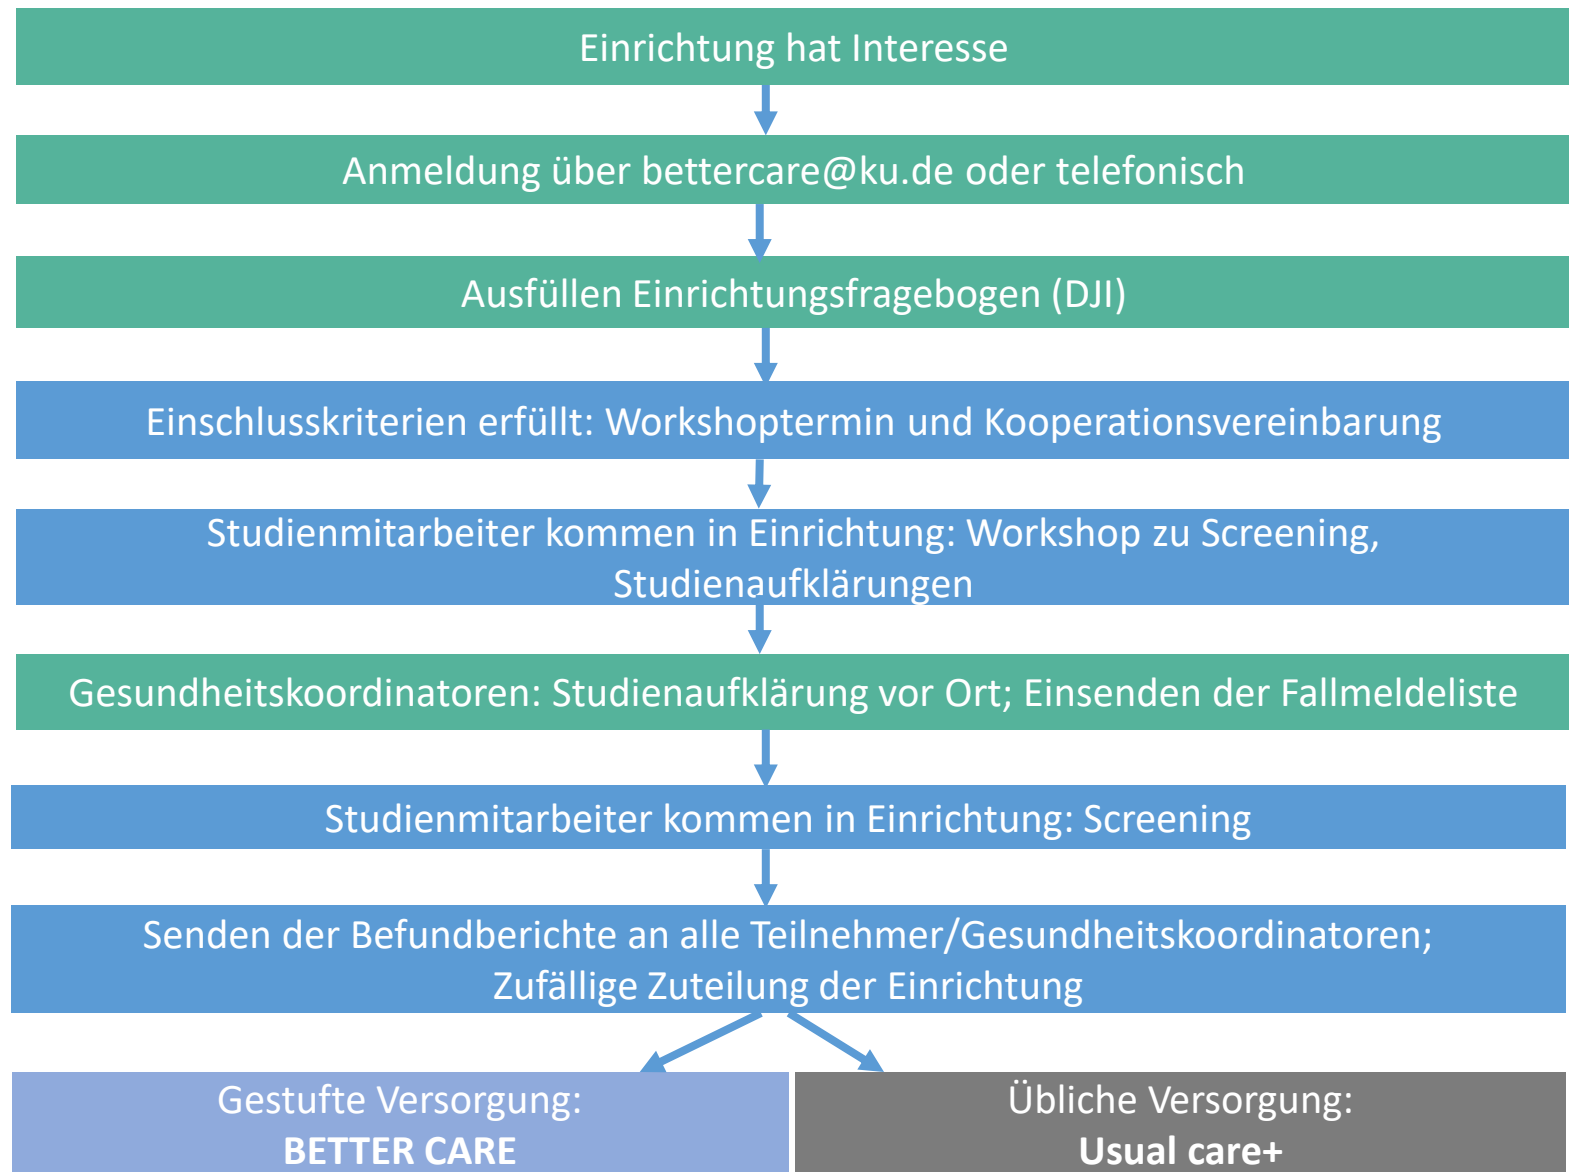 Einrichtung hat Interesse
Anmeldung über bettercare@ku.de oder telefonisch
Ausfüllen Einrichtungsfragebogen (DJI)
Einschlusskriterien erfüllt: Workshoptermin und Kooperationsvereinbarung
Studienmitarbeiter kommen in Einrichtung: Workshop zu Screening,
Studienaufklärungen
Gesundheitskoordinatoren: Studienaufklärung vor Ort; Einsenden der Fallmeldeliste
Studienmitarbeiter kommen in Einrichtung: Screening
Senden der Befundberichte an alle Teilnehmer/Gesundheitskoordinatoren;
Zufällige Zuteilung der Einrichtung
Gestufte Versorgung:
BETTER CARE
Übliche Versorgung:
Usual care+